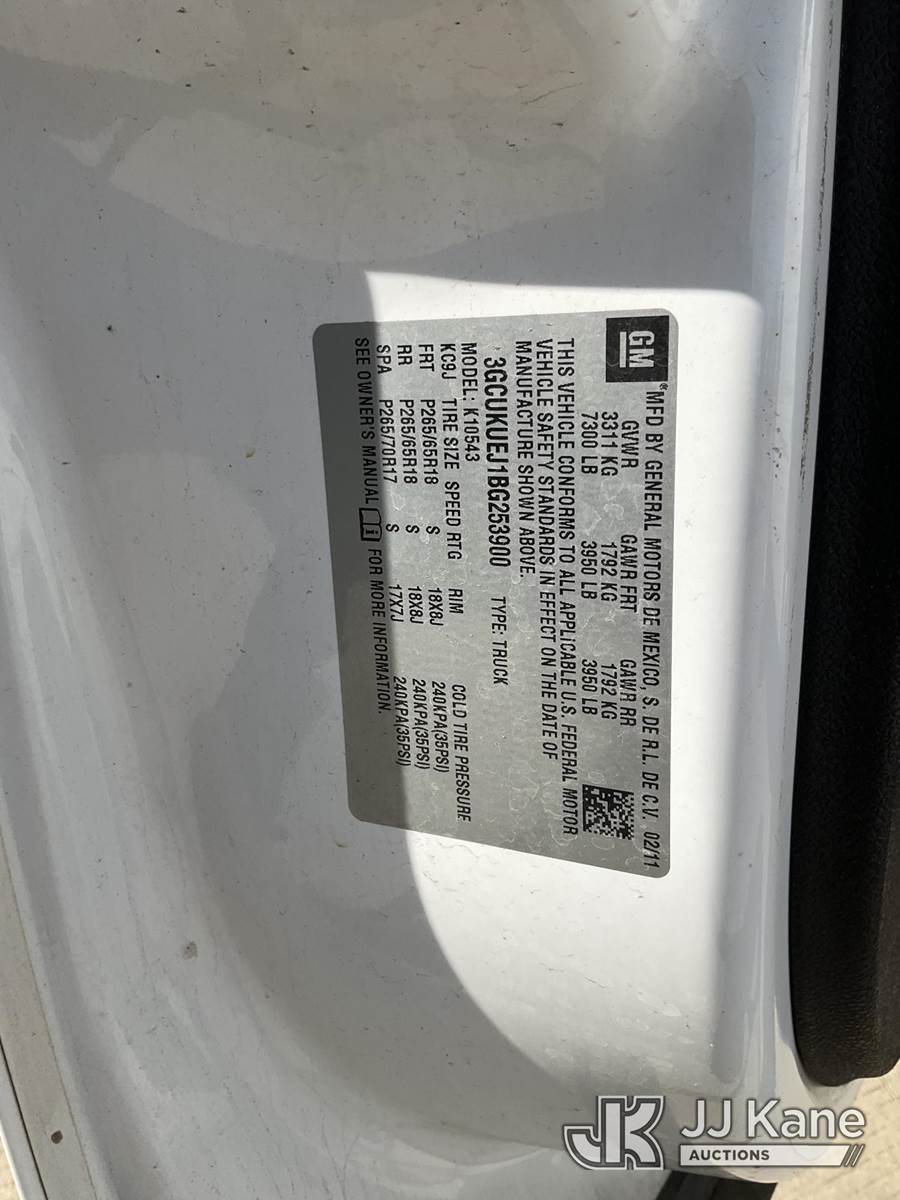 GM
®MFD BY GENERAL MOTORS DE MEXICO, S. DE R.L. DE C.V. 02/11
GVWR GAWR FRT GAWR RR
3311 KG 1792 KG 1792 KG
7300 LB 3950 LB 3950 LB
THIS VEHICLE CONFORMS TO ALL APPLICABLE U.S. FEDERAL MOTOR
VEHICLE SAFETY STANDARDS IN EFFECT ON THE DATE OF
MANUFACTURE SHOWN ABOVE.
3GCUKUEJ1BG253900 TYPE: TRUCK
MODEL: K10543
KC9J TIRE SIZE SPEED RTG RIM COLD TIRE PRESSURE
FRT P265/65R18 S 18X8J 240KPA(35PSI)
RR P265/65R18 S 18X8J 240KPA(35PSI)
SPA P265/70R17 S 17X7J 240KPA(35PSI)
SEE OWNER'S MANUAL i FOR MORE INFORMATION.
JK JJ Kane
AUCTIONS